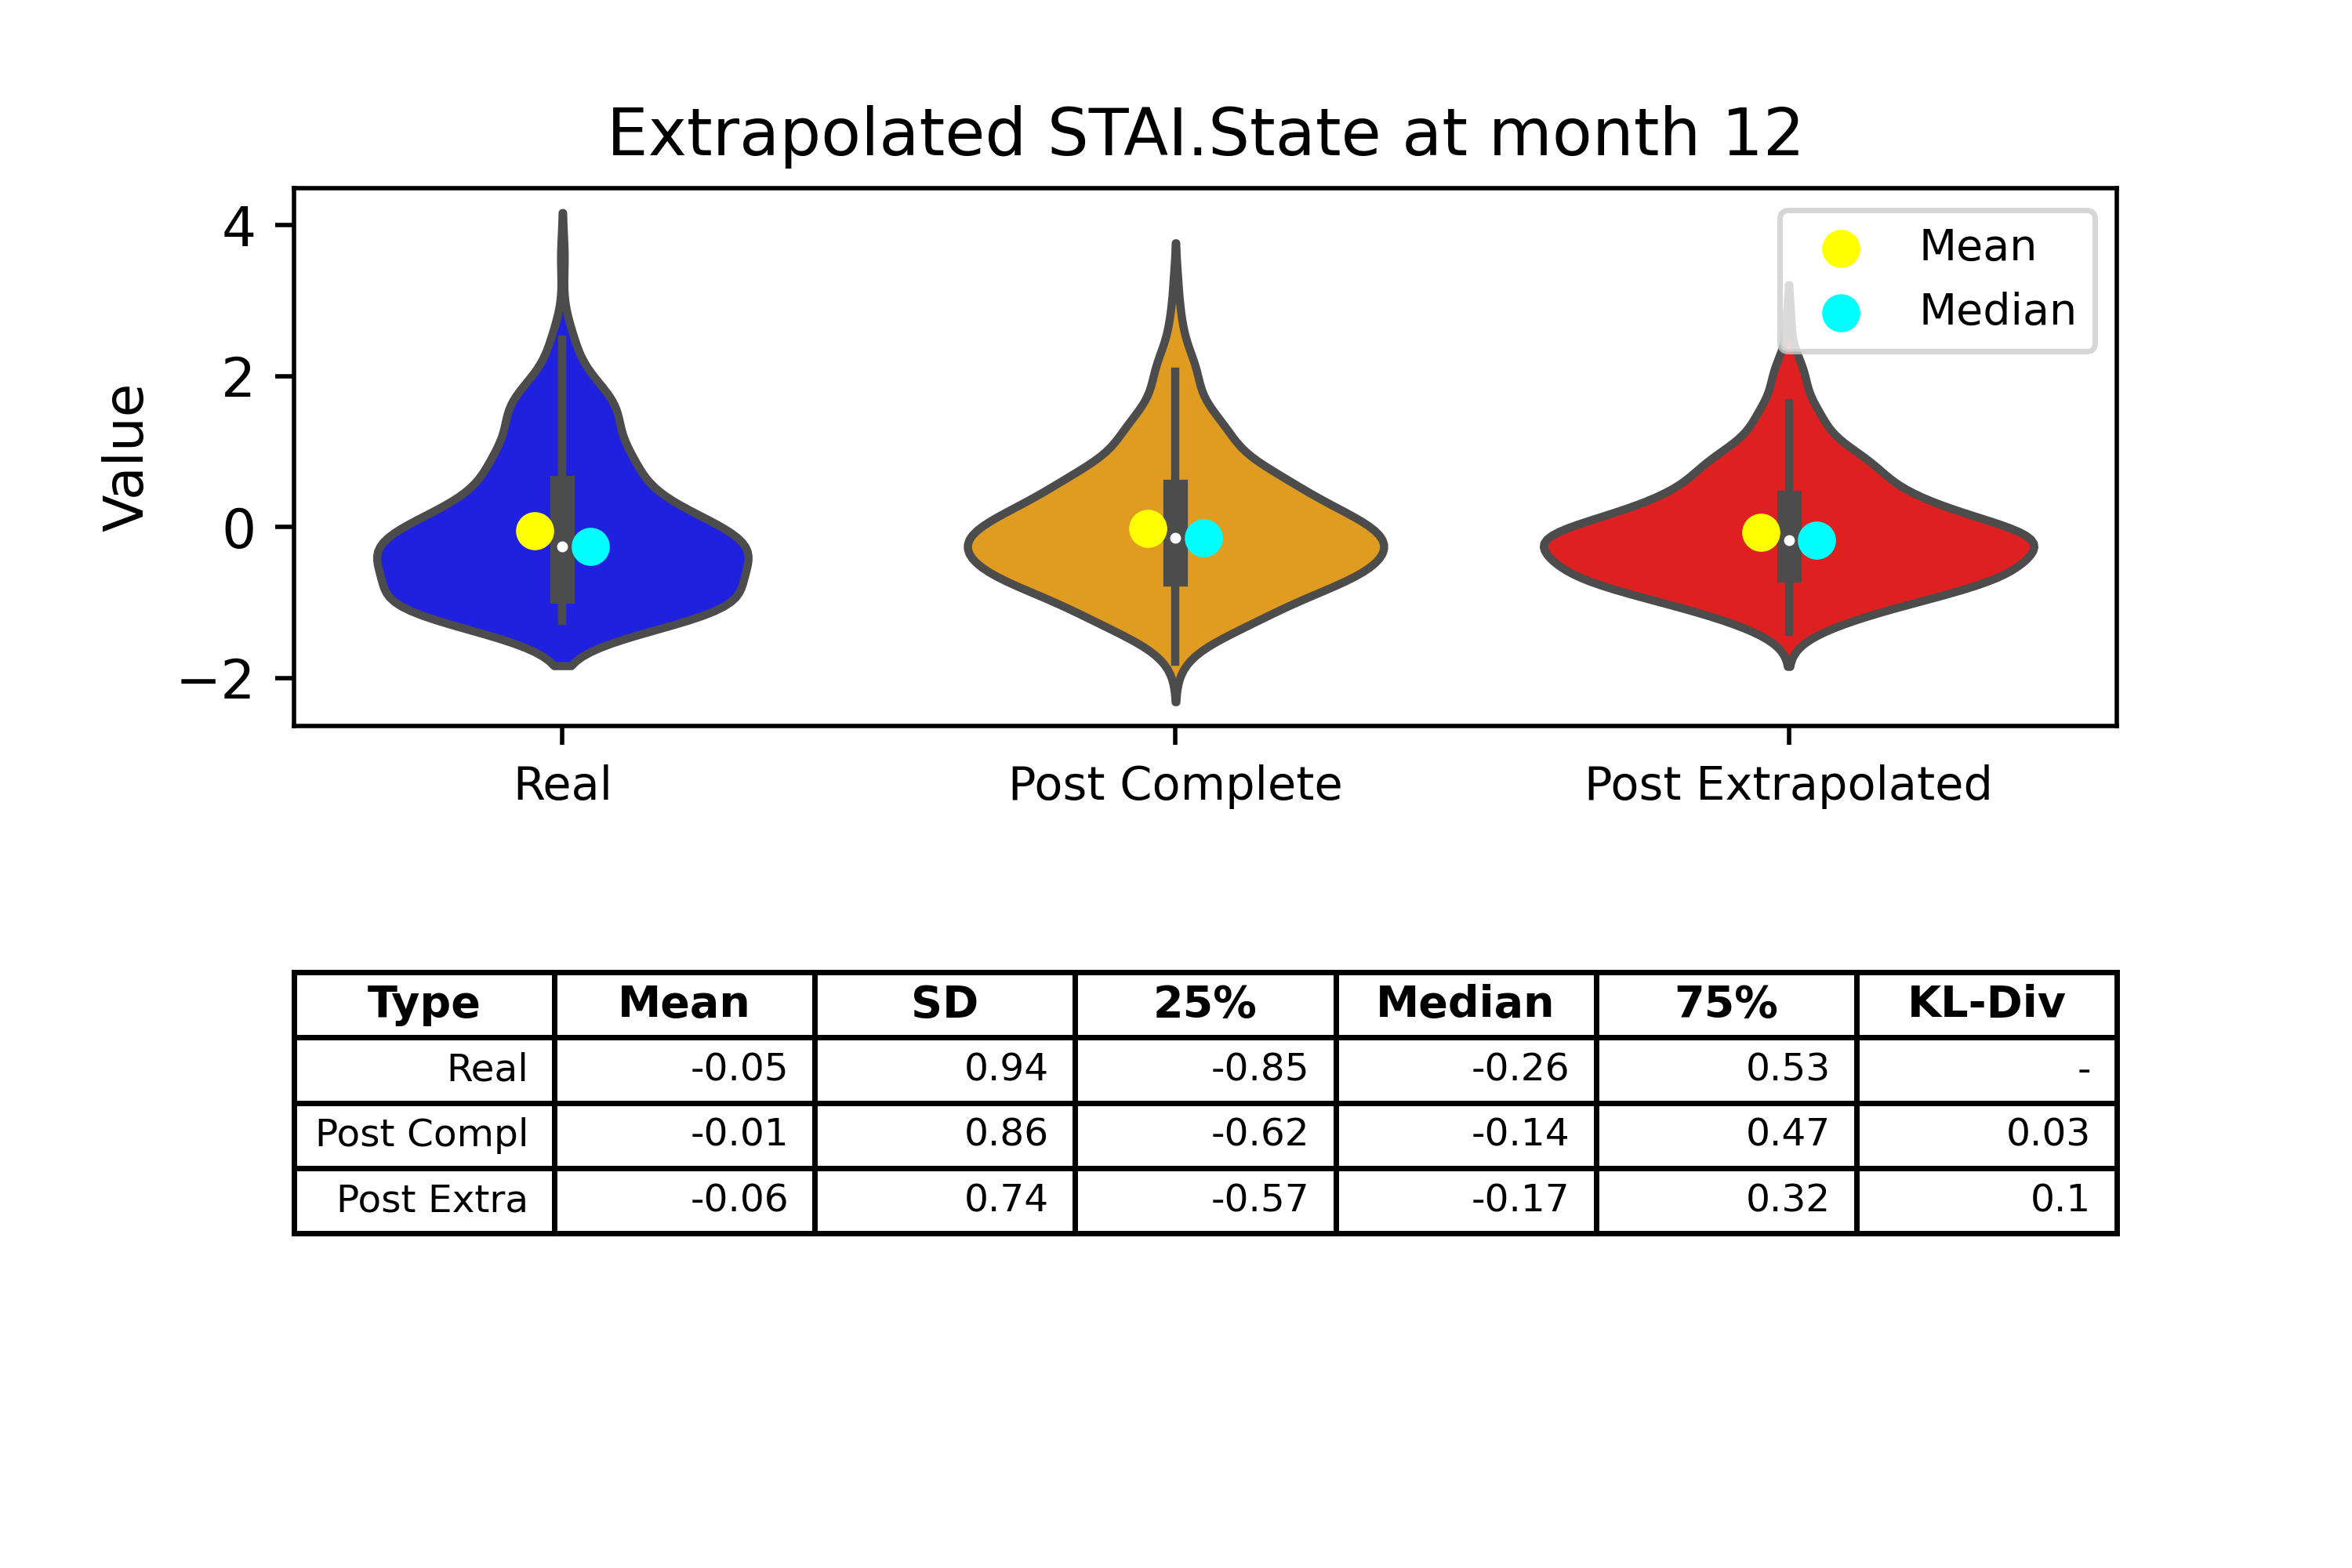 Extrapolated STAI.State at month 12
Value
4
2
0
−2
Mean
Median
Real Post Complete Post Extrapolated
Type Mean SD 25% Median 75% KL-Div
Real -0.05 0.94 -0.85 -0.26 0.53 -
Post Compl -0.01 0.86 -0.62 -0.14 0.47 0.03
Post Extra -0.06 0.74 -0.57 -0.17 0.32 0.1